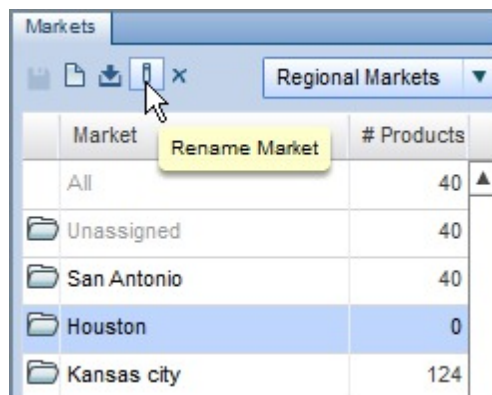 Markets
Regional Markets
Rename Market
Market # Products
All 40
Unassigned 40
San Antonio 40
Houston 0
Kansas city 124